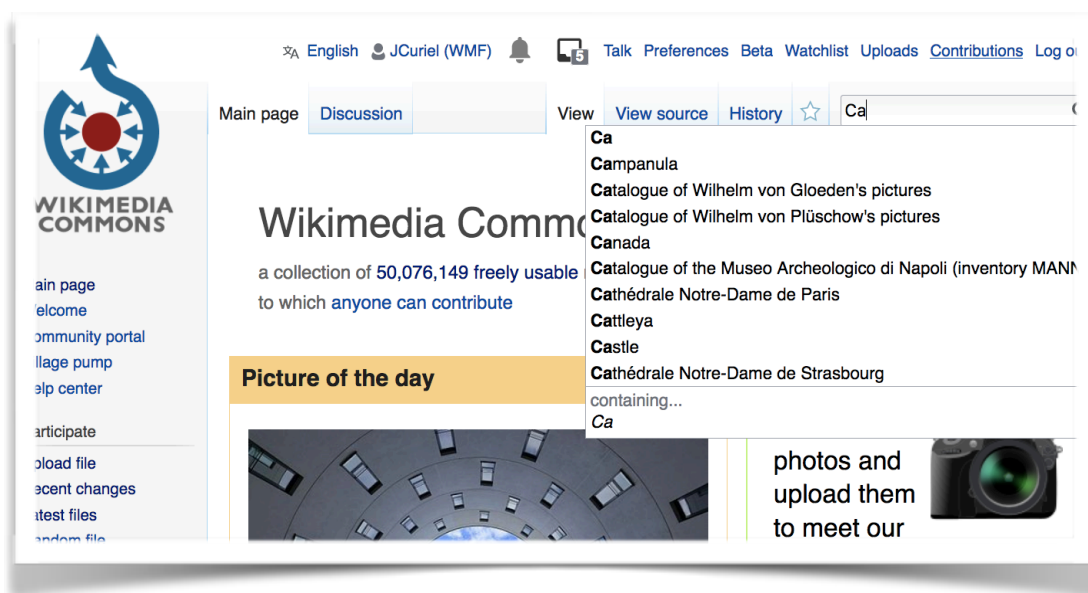 English JCuriel (WMF) 5 Talk Preferences Beta Watchlist Uploads Contributions Log o
Main page Discussion View View source History Ca
WIKIMEDIA
COMMONS
ain page
elcome
ommunity portal
llage pump
elp center
articipate
pload file
ecent changes
atest files
andom file
Wikimedia Commo
a collection of 50,076,149 freely usable
to which anyone can contribute
Picture of the day
Ca
Campanula
Catalogue of Wilhelm von Gloeden's pictures
Catalogue of Wilhelm von Plüschow's pictures
Canada
Catalogue of the Museo Archeologico di Napoli (inventory MANN
Cathédrale Notre-Dame de Paris
Cattleya
Castle
Cathédrale Notre-Dame de Strasbourg
containing...
Ca
photos and
upload them
to meet our